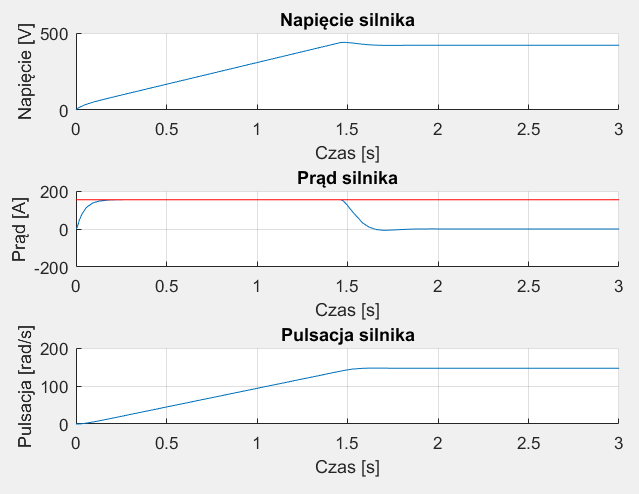 Napięcie silnika
Napięcie [V]
500
0
0 0.5 1 1.5 2 2.5 3
Czas [s]
Prąd silnika
Prąd [A]
200
0
-200
0 0.5 1 1.5 2 2.5 3
Czas [s]
Pulsacja silnika
Pulsacja [rad/s]
200
100
0
0 0.5 1 1.5 2 2.5 3
Czas [s]